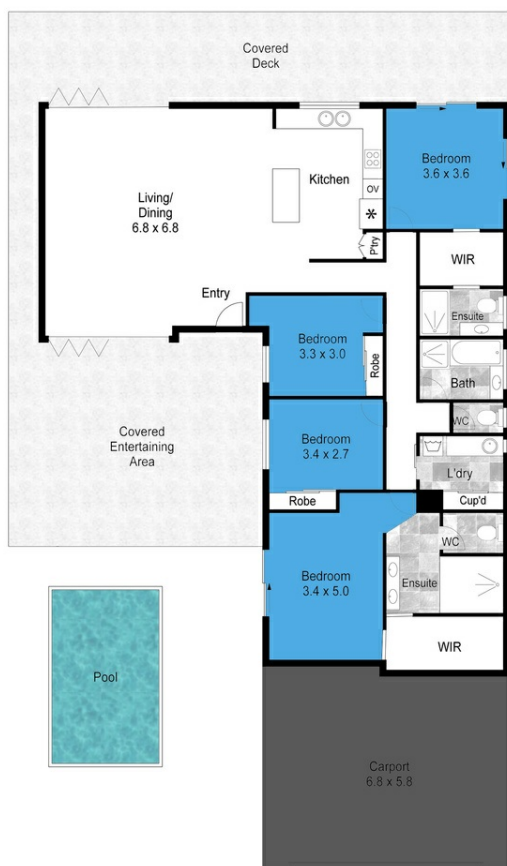 Covered
Deck
Bedroom
3.6 x 3.6
Kitchen
OV
*
P'try
Living/
Dining
6.8 x 6.8
WIR
Entry
Ensuite
Bedroom
3.3 x 3.0
Robe
Bath
WC
Covered
Entertaining
Area
Bedroom
3.4 x 2.7
L'dry
Robe
Cup'd
WC
Bedroom
3.4 x 5.0
Ensuite
WIR
Pool
Carport
6.8 x 5.8